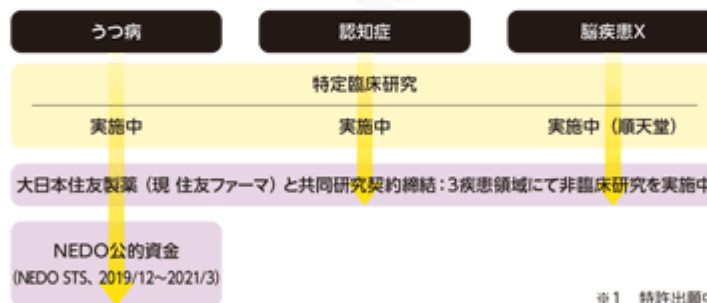 うつ病
認知症
脳疾患X
特定臨床研究
実施中
実施中
実施中（順天堂）
大日本住友製薬（現 住友ファーマ）と共同研究契約締結：3疾患領域にて非臨床研究を実施中
NEDO公的資金
(NEDO STS、2019/12～2021/3)
※1 特許出願中